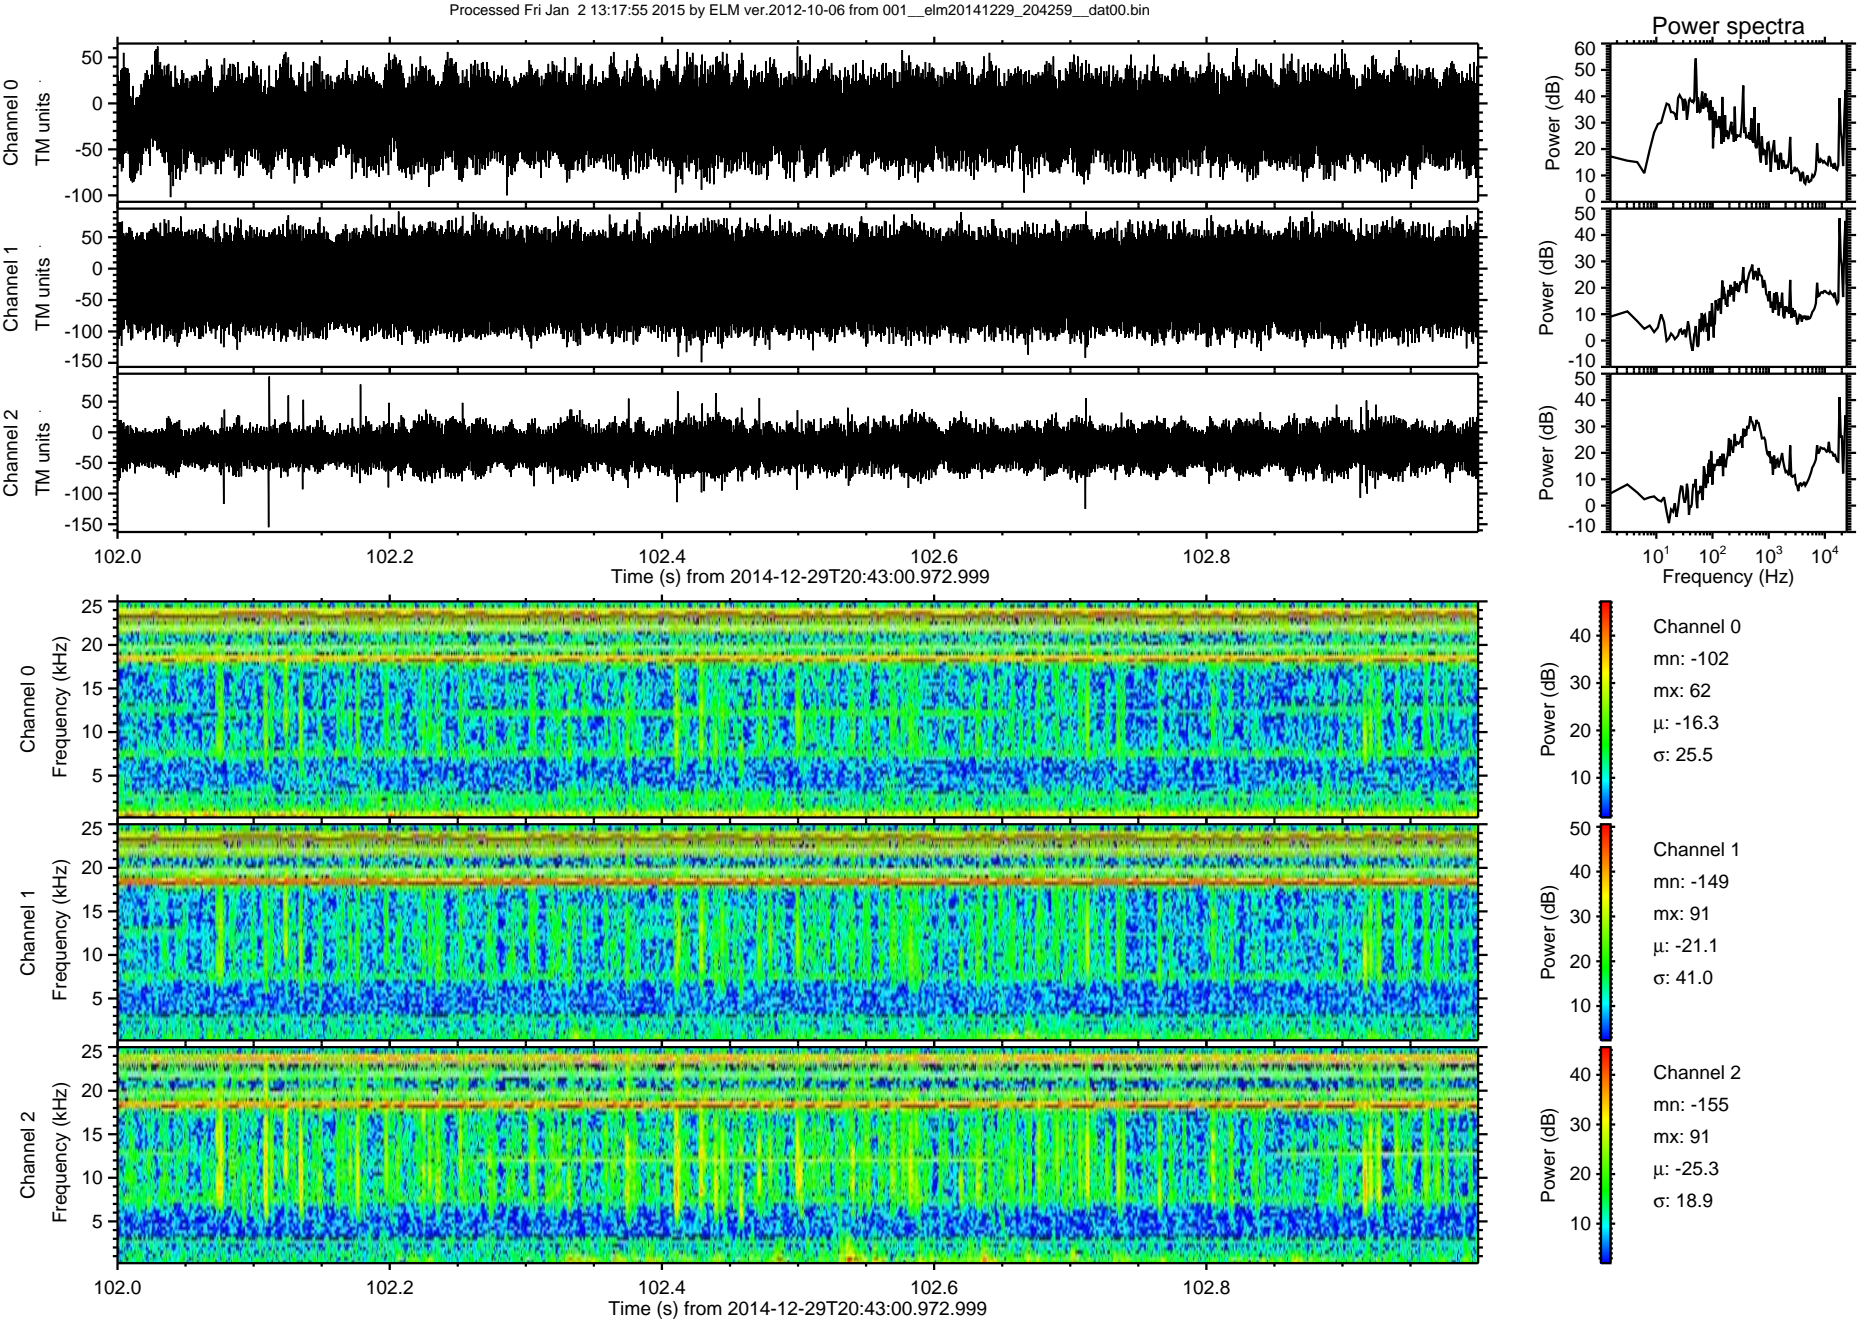 Processed Fri Jan  2 13:17:55 2015 by ELM ver.2012-10-06 from 001__elm20141229_204259__dat00.bin
Power spectra
Channel 0
TM units
50
0
-50
-100
Power (dB)
60
50
40
30
20
10
0
Channel 1
TM units
50
0
-50
-100
-150
Power (dB)
50
40
30
20
10
0
-10
Channel 2
TM units
50
0
-50
-100
-150
Power (dB)
50
40
30
20
10
0
-10
102.0 102.2 102.4 102.6 102.8
Time (s) from 2014-12-29T20:43:00.972.999
10^1 10^2 10^3 10^4
Frequency (Hz)
Channel 0
Frequency (kHz)
25
20
15
10
5
Power (dB)
40
30
20
10
Channel 0
mn: -102
mx: 62
µ: -16.3
σ: 25.5
Channel 1
Frequency (kHz)
25
20
15
10
5
Power (dB)
50
40
30
20
10
Channel 1
mn: -149
mx: 91
µ: -21.1
σ: 41.0
Channel 2
Frequency (kHz)
25
20
15
10
5
Power (dB)
40
30
20
10
Channel 2
mn: -155
mx: 91
µ: -25.3
σ: 18.9
102.0 102.2 102.4 102.6 102.8
Time (s) from 2014-12-29T20:43:00.972.999